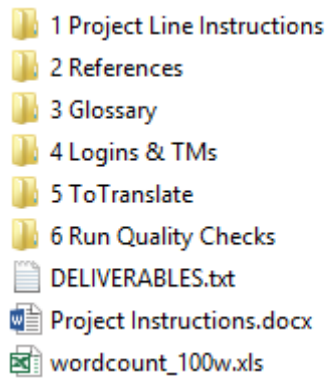 1 Project Line Instructions
2 References
3 Glossary
4 Logins & TMs
5 ToTranslate
6 Run Quality Checks
DELIVERABLES.txt
Project Instructions.docx
wordcount_100w.xls